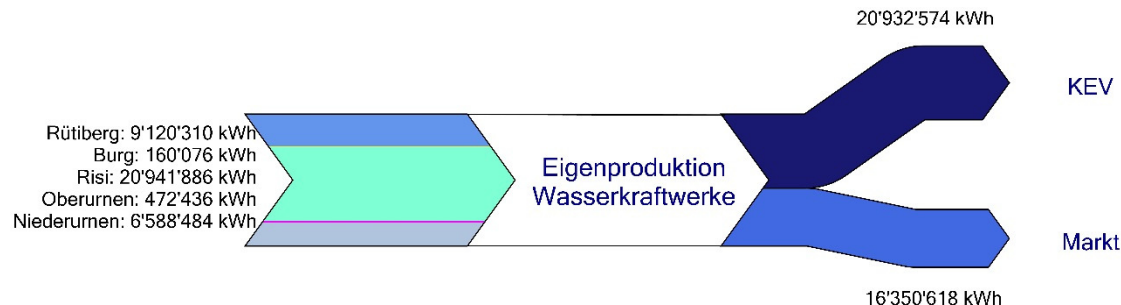 20'932'574 kWh
KEV
Rütiberg: 9'120'310 kWh
Burg: 160'076 kWh
Risi: 20'941'886 kWh
Oberurnen: 472'436 kWh
Niederurnen: 6'588'484 kWh
Eigenproduktion
Wasserkraftwerke
Markt
16'350'618 kWh